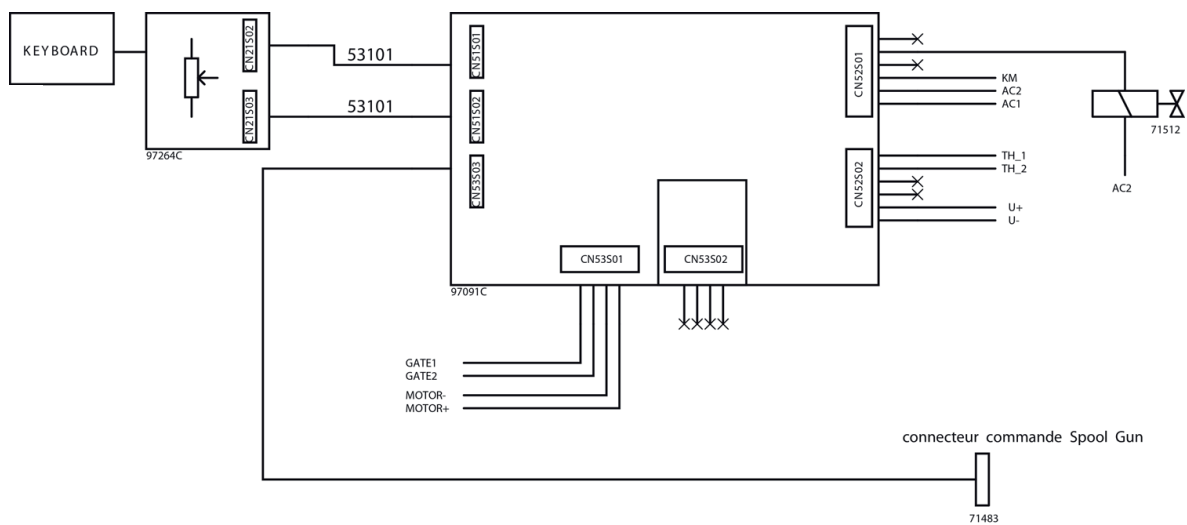 KEYBOARD
CN21S02
CN21S03
97264C
53101
53101
CN51S01
CN51S02
CN53S03
CN52S01
CN52S02
CN53S01
CN53S02
97091C
KM
AC2
AC1
TH_1
TH_2
U+
U-
71512
AC2
GATE1
GATE2
MOTOR-
MOTOR+
connecteur commande Spool Gun
71483